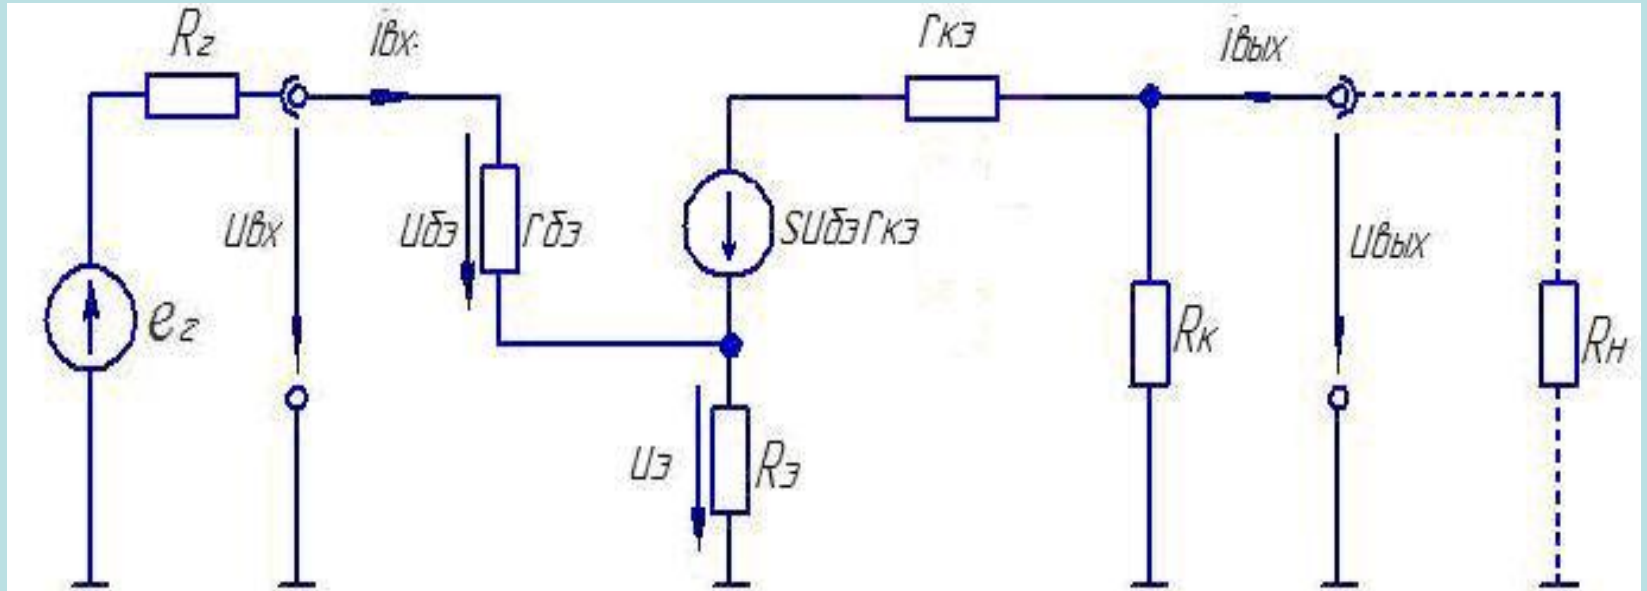 Rг
iвх.
rкэ
iвых
Uвх
Uбэ
rбэ
SUбэrкэ
Uвых
eг
Rк
Rн
Uэ
Rэ